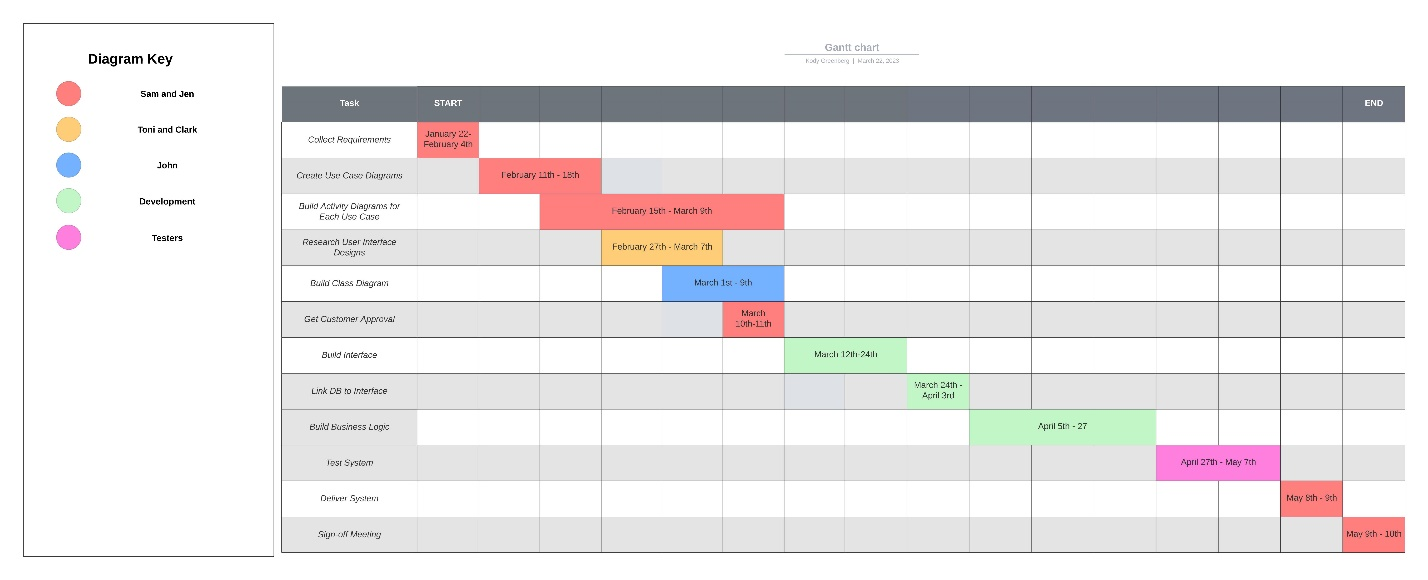 Diagram Key
Sam and Jen
Toni and Clark
John
Development
Testers
Gantt chart
Kody Greenberg | March 22, 2023
Task START END
Collect Requirements
January 22-
February 4th
Create Use Case Diagrams February 11th - 18th
Build Activity Diagrams for
Each Use Case
February 15th - March 9th
Research User Interface
Designs
February 27th - March 7th
Build Class Diagram March 1st - 9th
Get Customer Approval
March
10th-11th
Build Interface March 12th-24th
Link DB to Interface
March 24th -
April 3rd
Build Business Logic April 5th - 27
Test System April 27th - May 7th
Deliver System May 8th - 9th
Sign-off Meeting May 9th - 10th